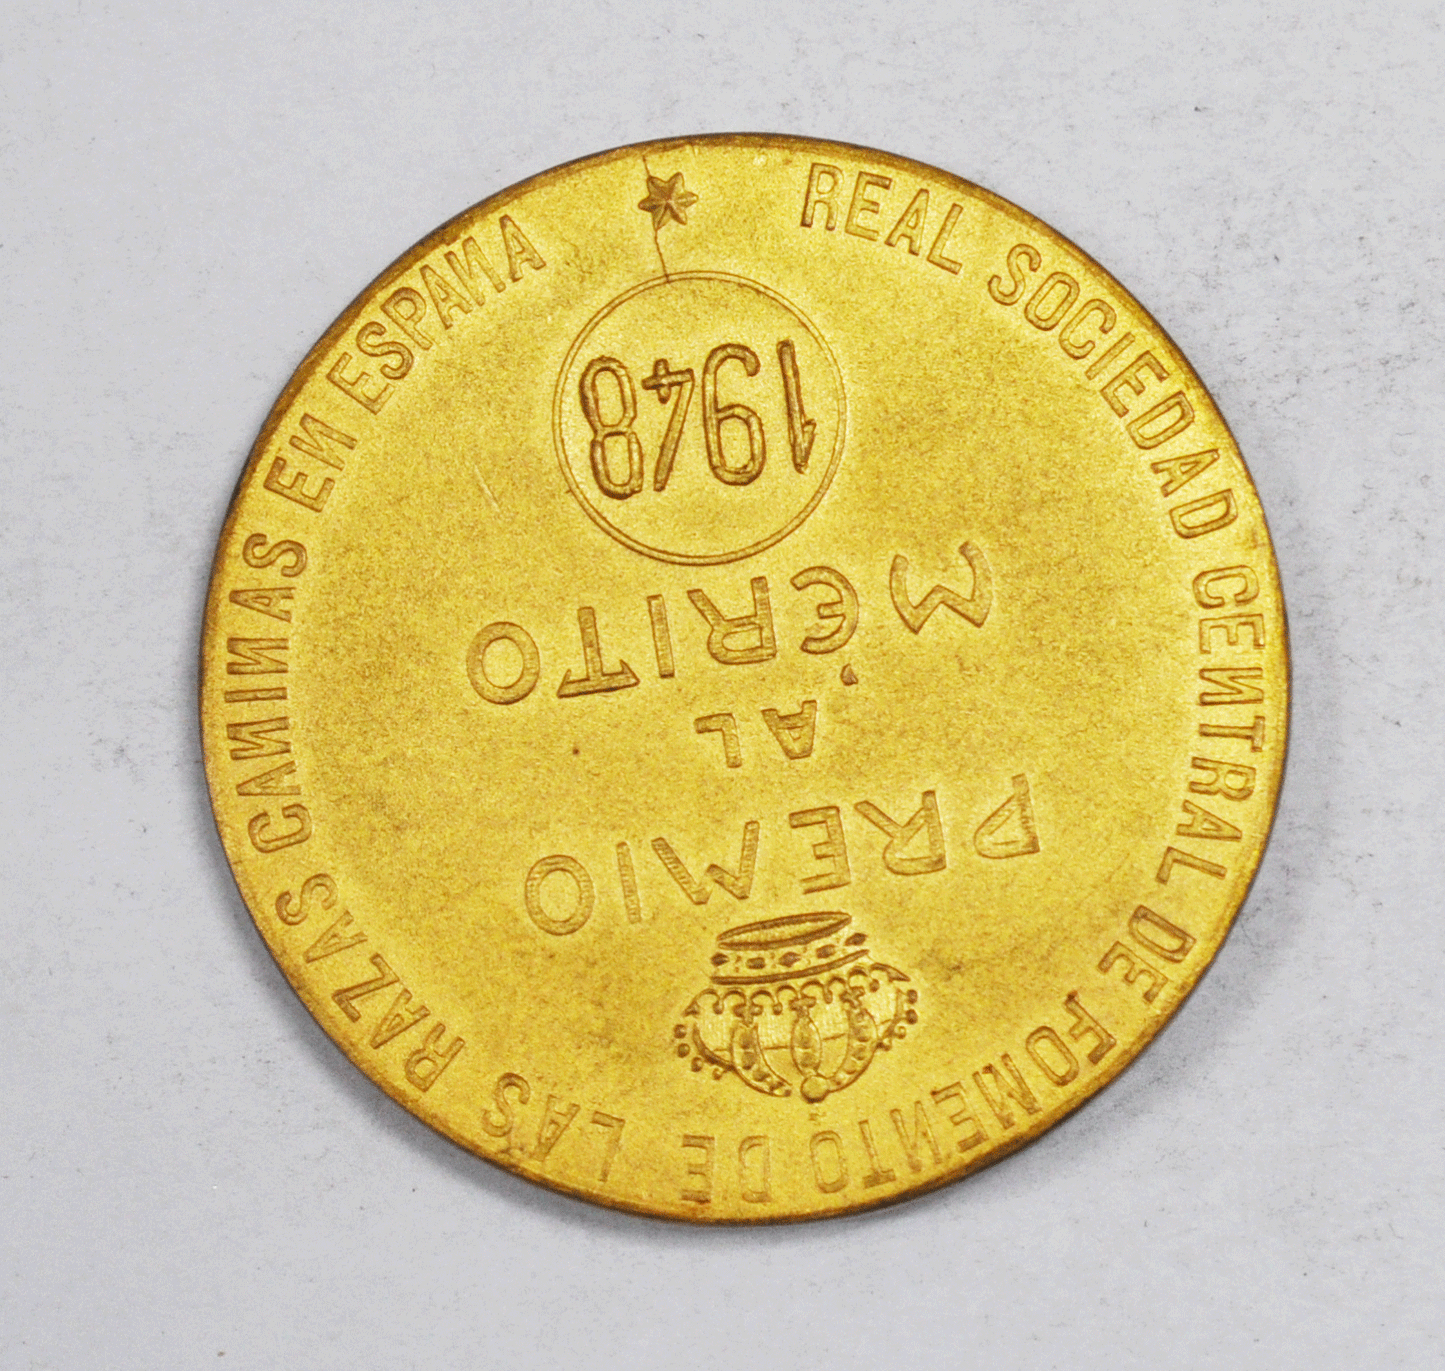 REAL SOCIEDAD CENTRAL DE FOMENTO DE LAS RAZAS CANINAS EN ESPAÑA
PREMIO
AL
MÉRITO
1948